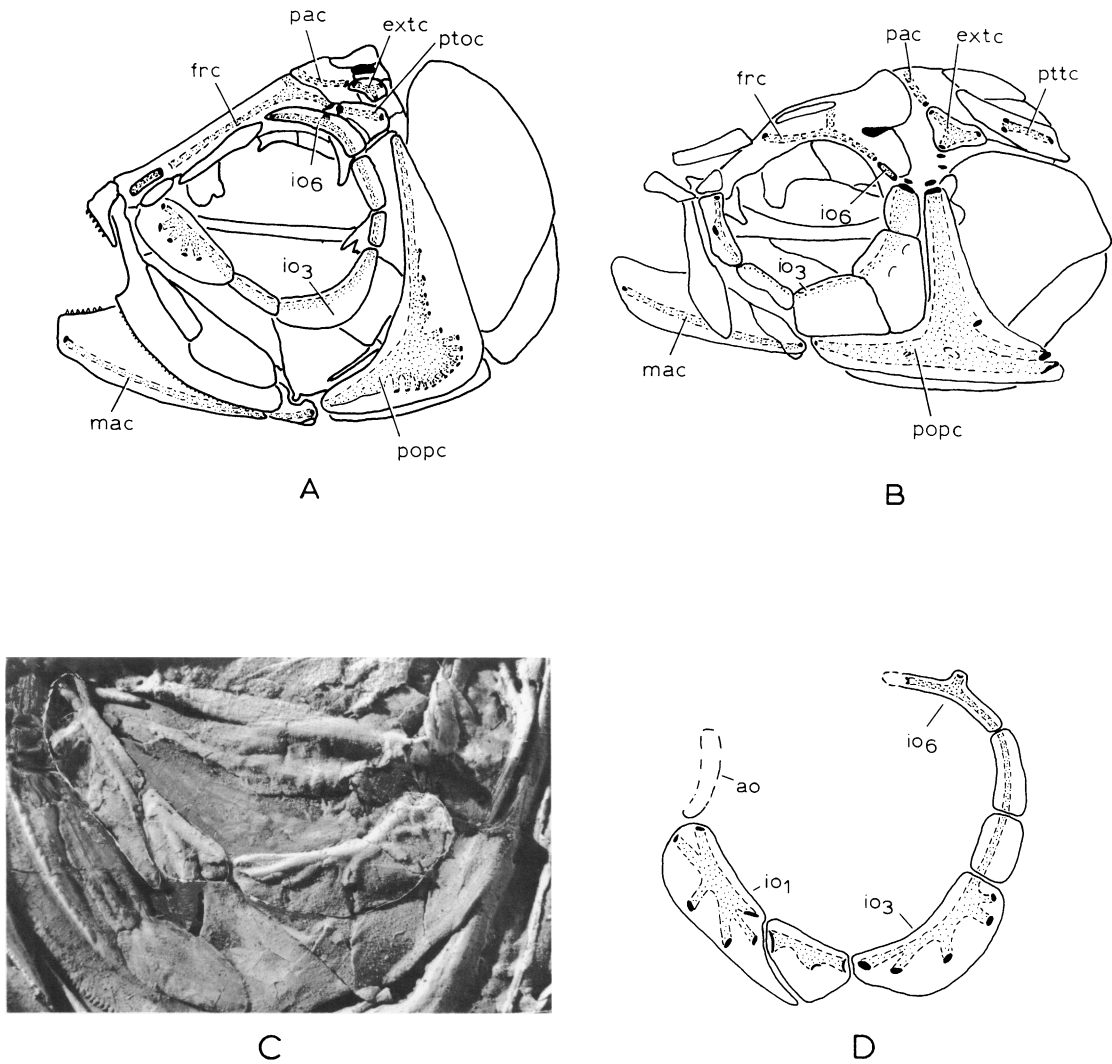 pac
extc
ptoc
frc
io6
io3
mac
popc
A
pac
extc
frc
pttc
io6
io3
mac
popc
B
C
io6
ao
io1
io3
D